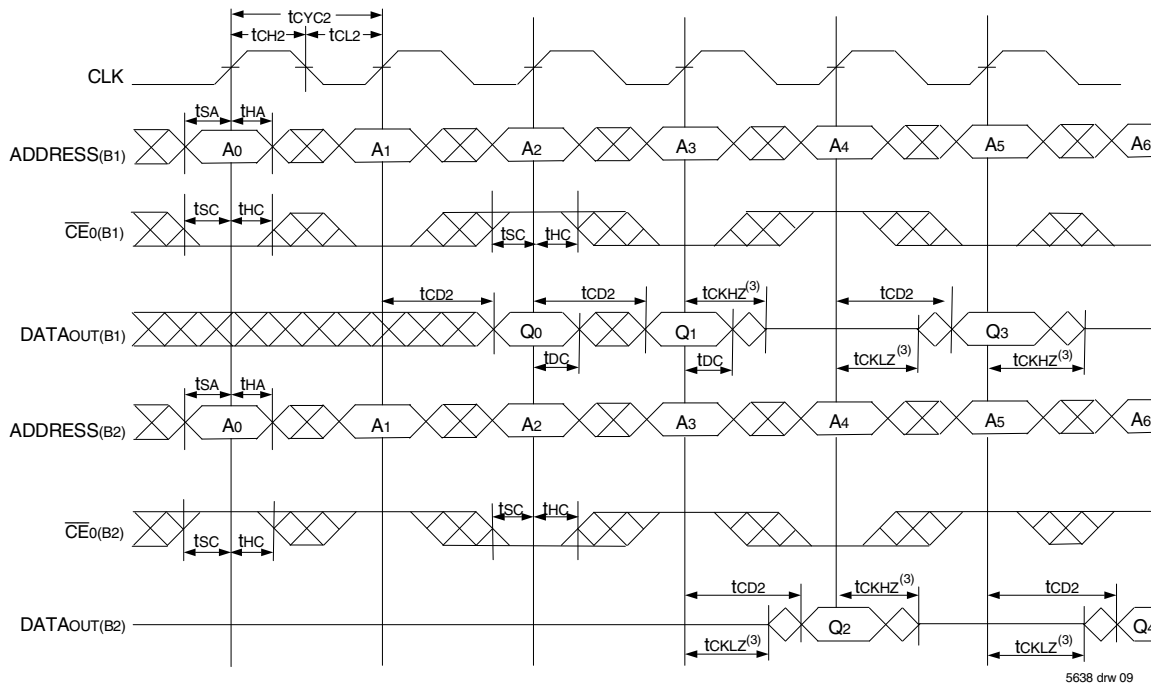 tCYC2
tCH2 tCL2
CLK
tSA tHA
ADDRESS(B1) A0 A1 A2 A3 A4 A5 A6
tSC tHC
CE0(B1)
tSC tHC
tCD2 tCD2 tCKHZ(3) tCD2
DATAOUT(B1) Q0 Q1 Q3
tDC tDC tCKLZ(3) tCKHZ(3)
tSA tHA
ADDRESS(B2) A0 A1 A2 A3 A4 A5 A6
tSC tHC
CE0(B2)
tSC tHC
tCD2 tCKHZ(3) tCD2
DATAOUT(B2) Q2 Q4
tCKLZ(3) tCKLZ(3)
5638 drw 09